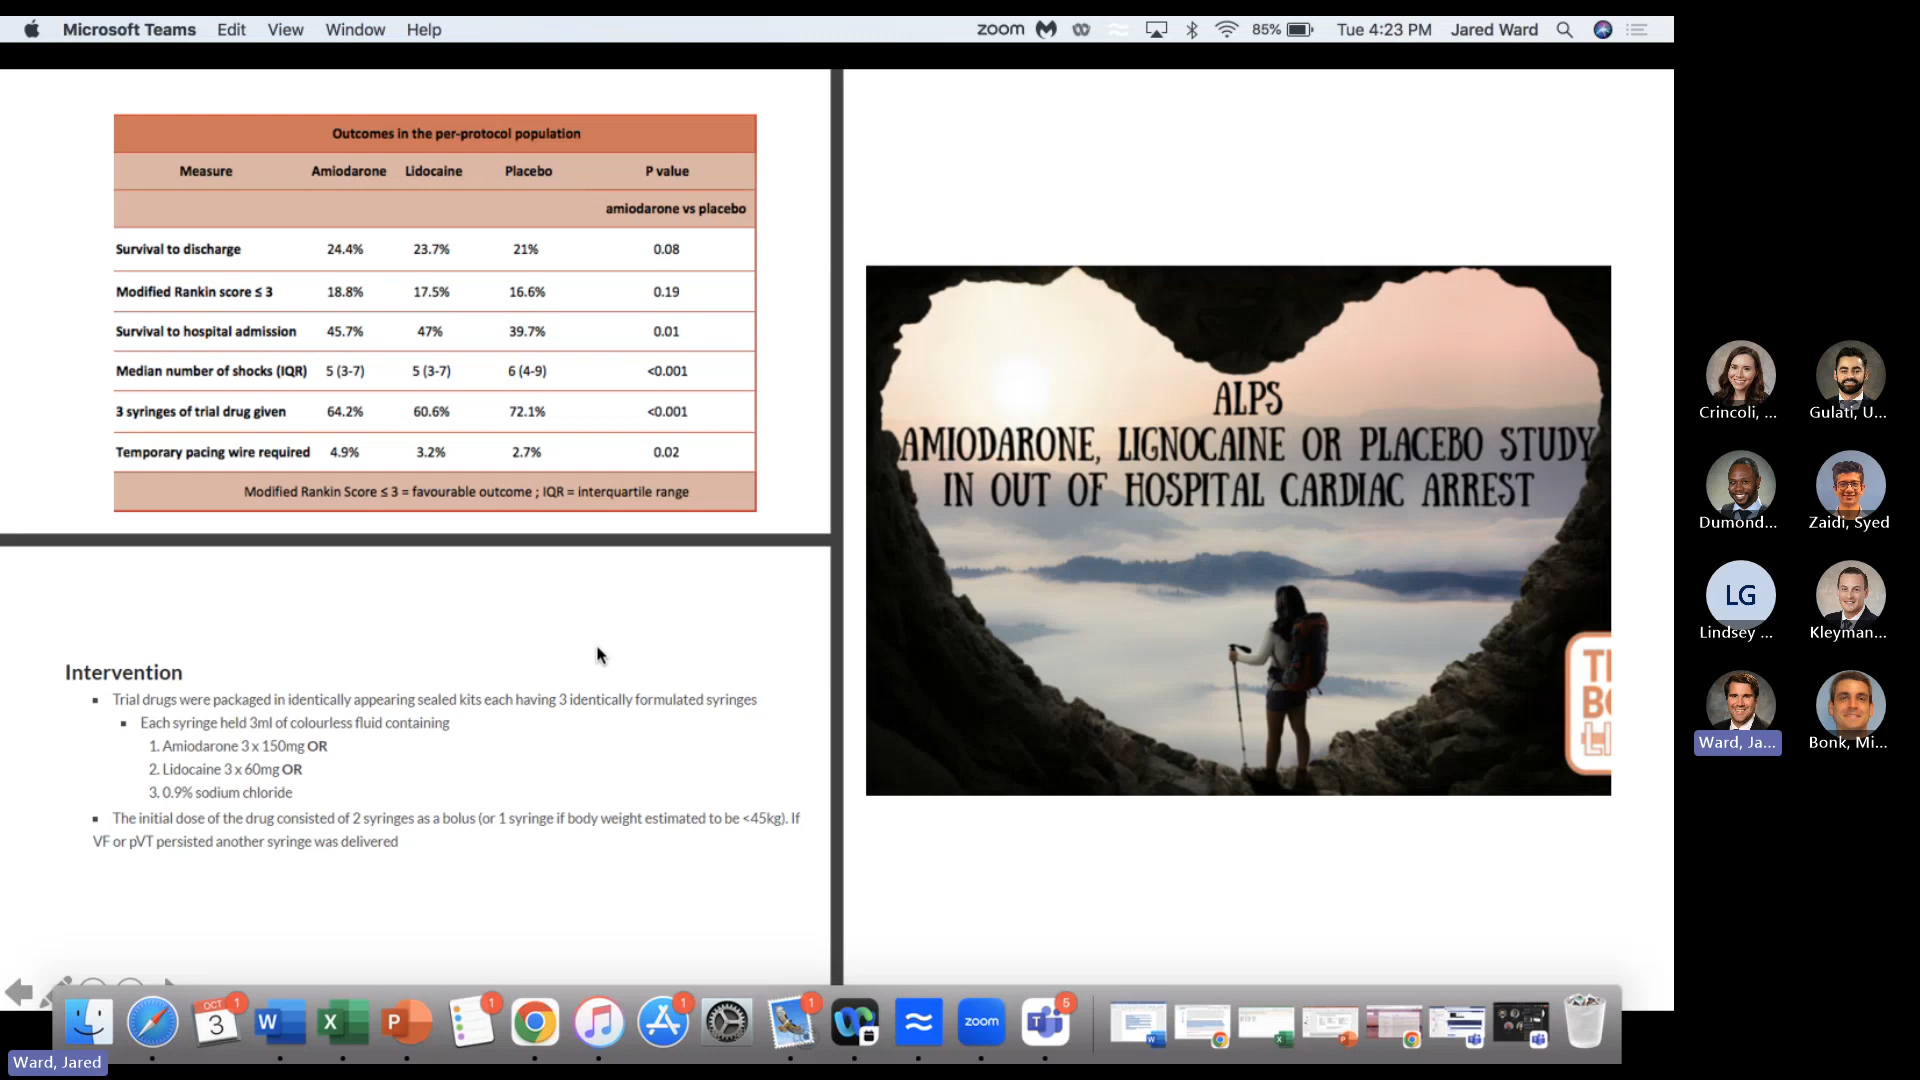 Microsoft Teams Edit View Window Help
zoom 85% Tue 4:23 PM Jared Ward
Outcomes in the per-protocol population
Measure Amiodarone Lidocaine Placebo P value
amiodarone vs placebo
Survival to discharge 24.4% 23.7% 21% 0.08
Modified Rankin score ≤ 3 18.8% 17.5% 16.6% 0.19
Survival to hospital admission 45.7% 47% 39.7% 0.01
Median number of shocks (IQR) 5 (3-7) 5 (3-7) 6 (4-9) <0.001
3 syringes of trial drug given 64.2% 60.6% 72.1% <0.001
Temporary pacing wire required 4.9% 3.2% 2.7% 0.02
Modified Rankin Score ≤ 3 = favourable outcome ; IQR = interquartile range
Intervention
▪ Trial drugs were packaged in identically appearing sealed kits each having 3 identically formulated syringes
▪ Each syringe held 3ml of colourless fluid containing
1. Amiodarone 3 x 150mg OR
2. Lidocaine 3 x 60mg OR
3. 0.9% sodium chloride
▪ The initial dose of the drug consisted of 2 syringes as a bolus (or 1 syringe if body weight estimated to be <45kg). If
VF or pVT persisted another syringe was delivered
ALPS
AMIODARONE, LIGNOCAINE OR PLACEBO STUDY
IN OUT OF HOSPITAL CARDIAC ARREST
Crincoli, ... Gulati, U...
Dumond... Zaidi, Syed
LG
Lindsey ... Kleyman...
Ward, Ja... Bonk, Mi...
OCT
3
1
W
X
P
1
1
1
zoom
T
5
Ward, Jared